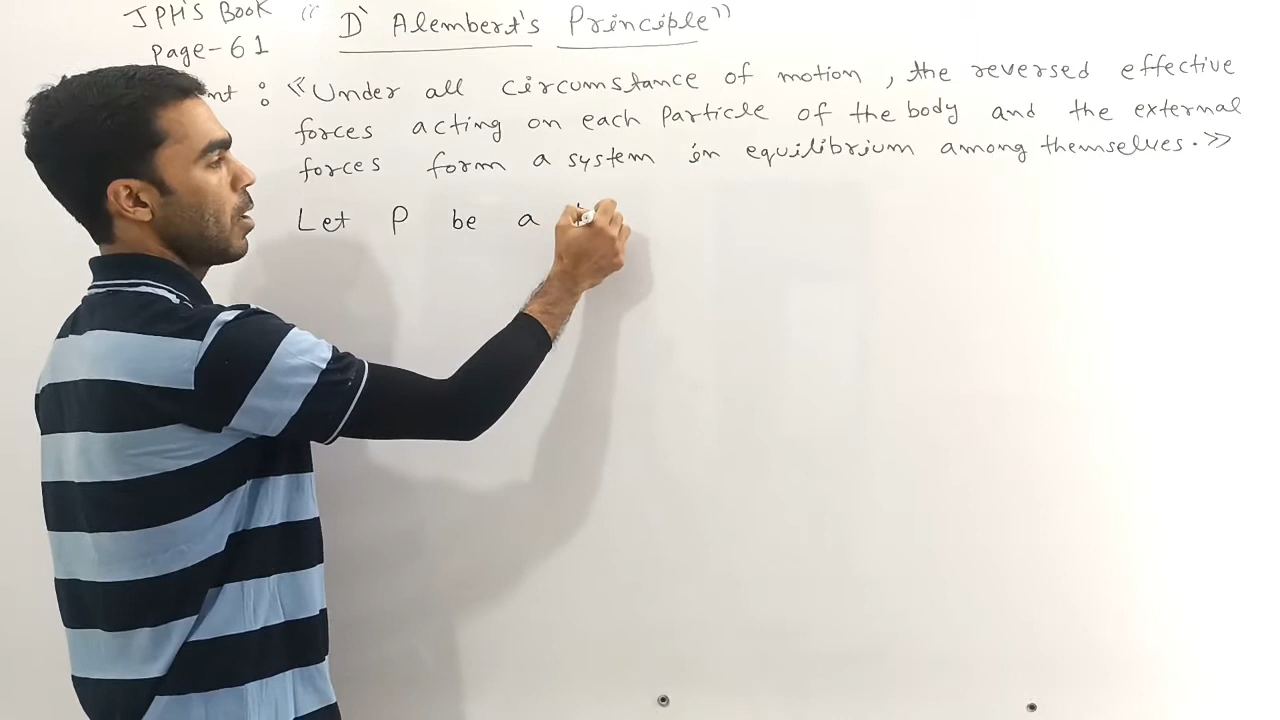 JPH'S BOOK “ D' Alembert's Principle”
page-61
: «Under all circumstance of motion, the reversed effective
forces acting on each particle of the body and the external
forces form a system in equilibrium among themselves.»
Let P be a